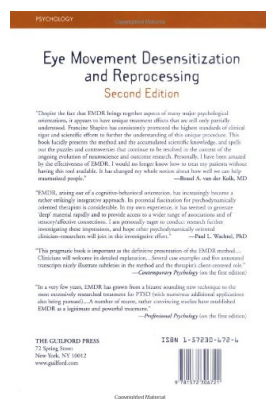 PSYCHOLOGY
Eye Movement Desensitization
and Reprocessing
Second Edition
"Despite the fact that EMDR brings together aspects of many major psychological
orientations, it appears to have unique treatment effects that are still only partially
understood. Francine Shapiro has consistently promoted the highest standards of clinical
rigor and scientific efforts to further the understanding of this unique procedure. This
book lucidly presents the method and the accumulated scientific knowledge, and spells
out the puzzles and controversies that continue to be resolved in the context of the
ongoing evolution of neuroscience and outcome research. Personally, I have been amazed
by the effectiveness of EMDR. I would no longer know how to treat my patients without
having this tool available. It has changed my whole notion about how well we can help
traumatized people."
—Bessel A. van der Kolk, MD
"EMDR, arising out of a cognitive-behavioral orientation, has increasingly become a
rather strikingly integrative approach. Its potential fascination for psychodynamically
oriented therapists is considerable. In my own experience, it has seemed to generate
'deep' material rapidly and to provide access to a wider range of associations and of
sensory/affective connections. I am personally eager to conduct research further
investigating these impressions, and hope other psychodynamically oriented
clinician-researchers will join in this investigative effort."
—Paul L. Wachtel, PhD
"This pragmatic book is important as the definitive presentation of the EMDR method....
Clinicians will welcome its detailed explanation....Several case examples and five annotated
transcripts nicely illustrate subtleties in the method and the therapist's client-centered role."
—Contemporary Psychology (on the first edition)
"In a very few years, EMDR has grown from a bizarre sounding new technique to the
most extensively researched treatment for PTSD (with numerous additional applications
also being pursued)....A number of recent, rather convincing studies have established
EMDR as a legitimate and powerful treatment."
—Professional Psychology (on the first edition)
THE GUILFORD PRESS
72 Spring Street
New York, NY 10012
www.guilford.com
ISBN 1-57230-672-6
9 781572 306721
Copyrighted Material